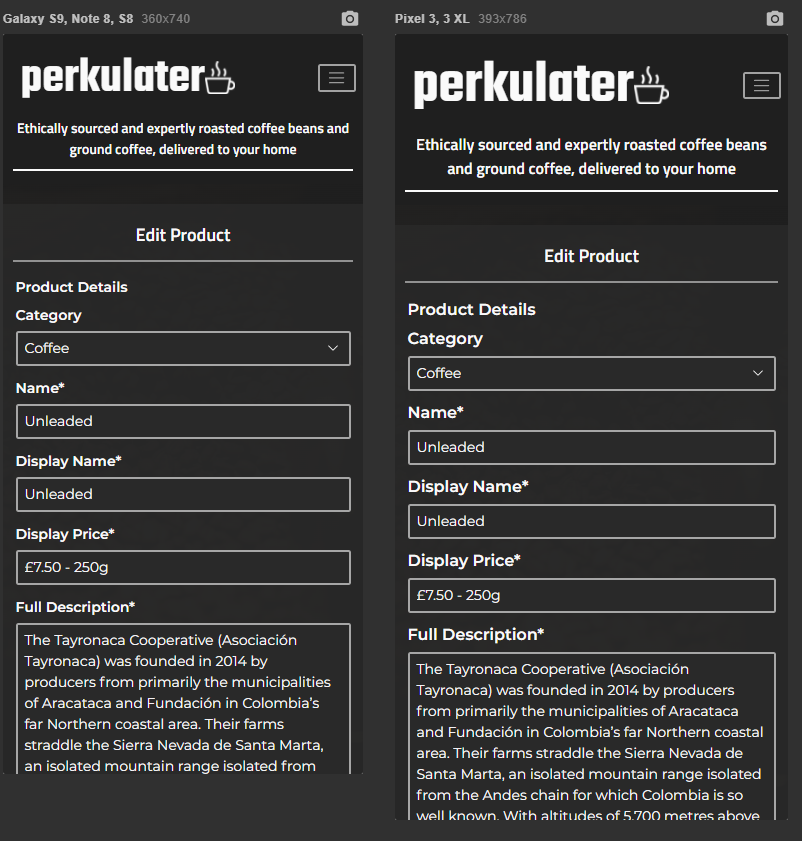 Galaxy S9, Note 8, S8 360x740
perkulater
Ethically sourced and expertly roasted coffee beans and
ground coffee, delivered to your home
Edit Product
Product Details
Category
Coffee
Name*
Unleaded
Display Name*
Unleaded
Display Price*
£7.50 - 250g
Full Description*
The Tayronaca Cooperative (Asociación
Tayronaca) was founded in 2014 by
producers from primarily the municipalities
of Aracataca and Fundación in Colombia's
far Northern coastal area. Their farms
straddle the Sierra Nevada de Santa Marta,
an isolated mountain range isolated from
Pixel 3, 3 XL 393x786
perkulater
Ethically sourced and expertly roasted coffee beans
and ground coffee, delivered to your home
Edit Product
Product Details
Category
Coffee
Name*
Unleaded
Display Name*
Unleaded
Display Price*
£7.50 - 250g
Full Description*
The Tayronaca Cooperative (Asociación
Tayronaca) was founded in 2014 by producers
from primarily the municipalities of Aracataca
and Fundación in Colombia's far Northern coastal
area. Their farms straddle the Sierra Nevada de
Santa Marta, an isolated mountain range isolated
from the Andes chain for which Colombia is so
well known. With altitudes of 5,700 metres above